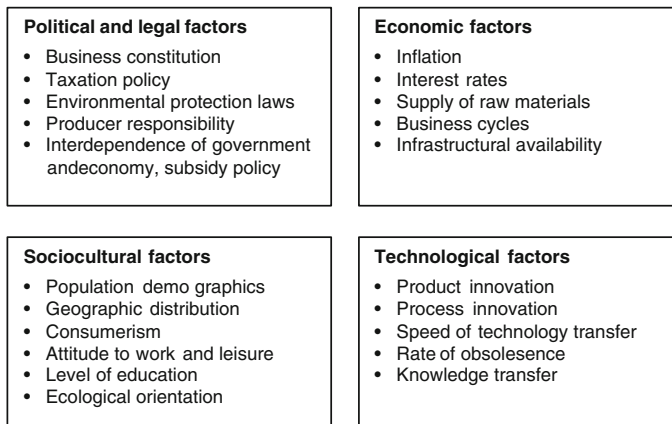 Political and legal factors
• Business constitution
• Taxation policy
• Environmental protection laws
• Producer responsibility
• Interdependence of government
andeconomy, subsidy policy
Economic factors
• Inflation
• Interest rates
• Supply of raw materials
• Business cycles
• Infrastructural availability
Sociocultural factors
• Population demo graphics
• Geographic distribution
• Consumerism
• Attitude to work and leisure
• Level of education
• Ecological orientation
Technological factors
• Product innovation
• Process innovation
• Speed of technology transfer
• Rate of obsolesence
• Knowledge transfer